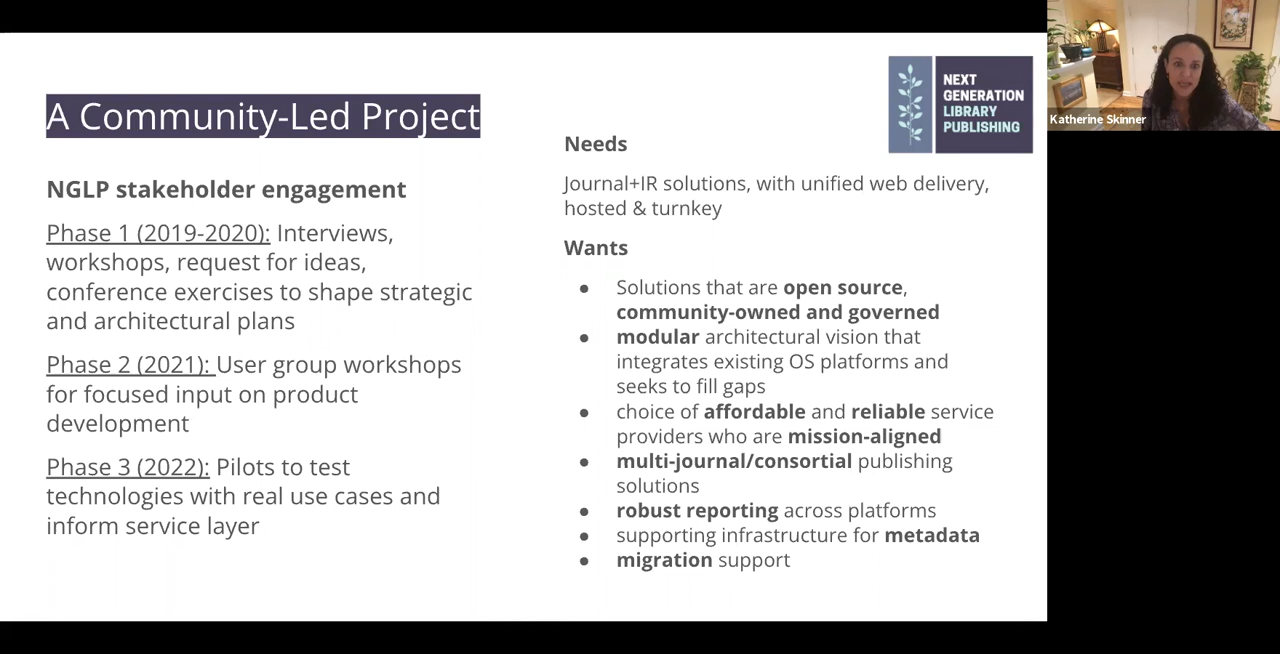 A Community-Led Project
NGLP stakeholder engagement
Phase 1 (2019-2020): Interviews,
workshops, request for ideas,
conference exercises to shape strategic
and architectural plans
Phase 2 (2021): User group workshops
for focused input on product
development
Phase 3 (2022): Pilots to test
technologies with real use cases and
inform service layer
Needs
Journal+IR solutions, with unified web delivery,
hosted & turnkey
Wants
● Solutions that are open source,
community-owned and governed
● modular architectural vision that
integrates existing OS platforms and
seeks to fill gaps
● choice of affordable and reliable service
providers who are mission-aligned
● multi-journal/consortial publishing
solutions
● robust reporting across platforms
● supporting infrastructure for metadata
● migration support
NEXT
GENERATION
LIBRARY
PUBLISHING
Katherine Skinner